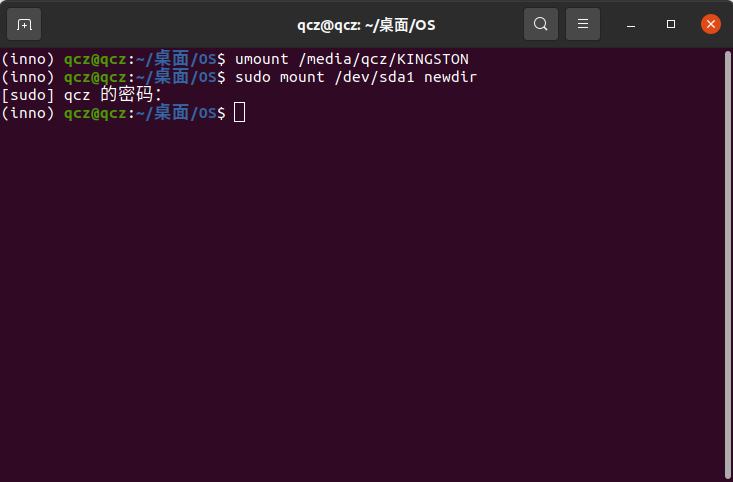 qcz@qcz: ~/桌面/OS
(inno) qcz@qcz:~/桌面/OS$ umount /media/qcz/KINGSTON
(inno) qcz@qcz:~/桌面/OS$ sudo mount /dev/sda1 newdir
[sudo] qcz 的密码：
(inno) qcz@qcz:~/桌面/OS$